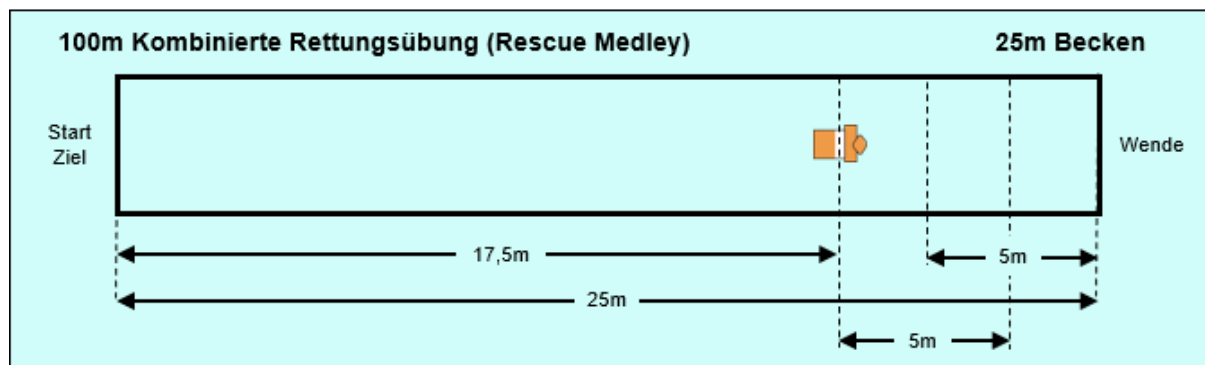 100m Kombinierte Rettungsübung (Rescue Medley)
25m Becken
Start
Ziel
Wende
17,5m
5m
25m
5m